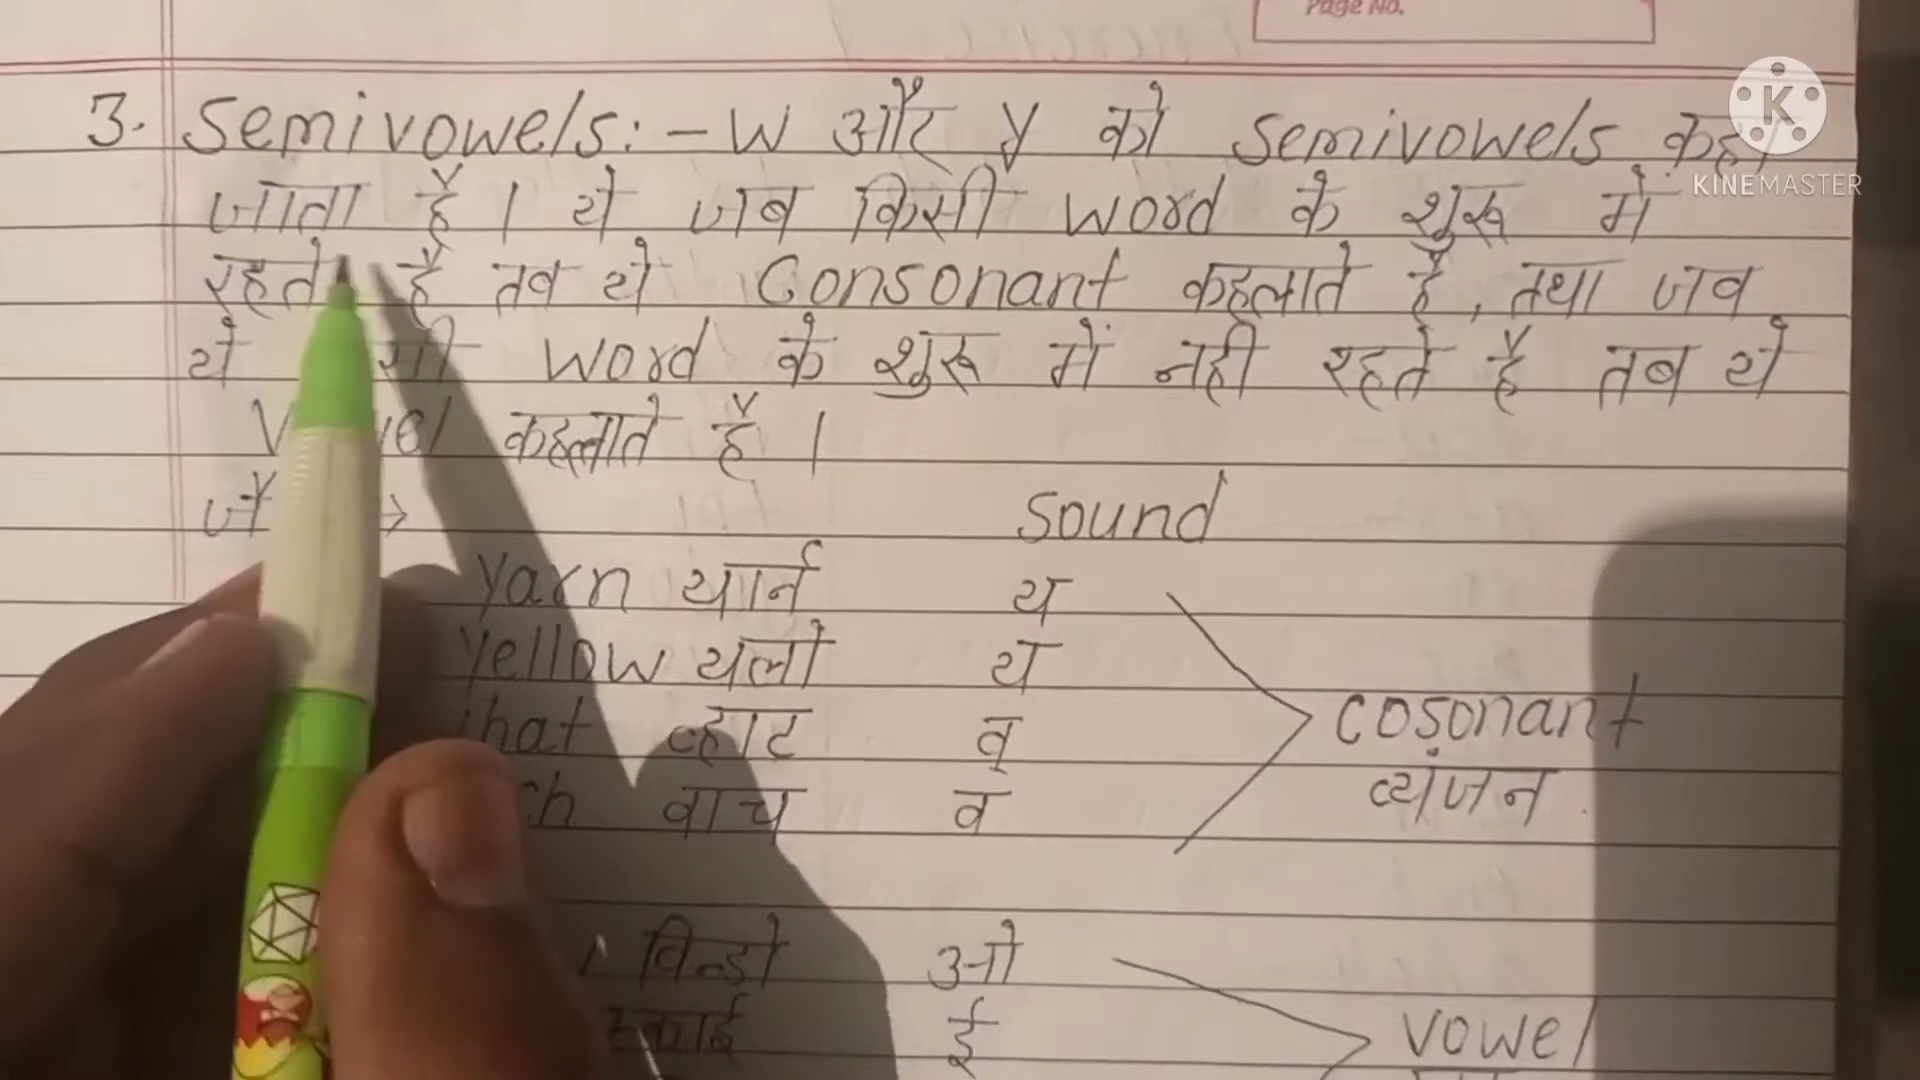 Page No.
KINEMASTER
3. Semivowels:- W और y को Semivowels कहा
जाता है । ये जब किसी word के शुरू मे
रहते है तब ये Consonant कहलाते है, तथा जब
ये word के शुरू में नही रहते है तब ये
कहलाते है ।
Sound
Yarn यार्न य
Yellow यलो य
व्हाट व्
वाच व
Cosonant
व्यंजन
विन्डो ओ
स्काई ई
Vowel